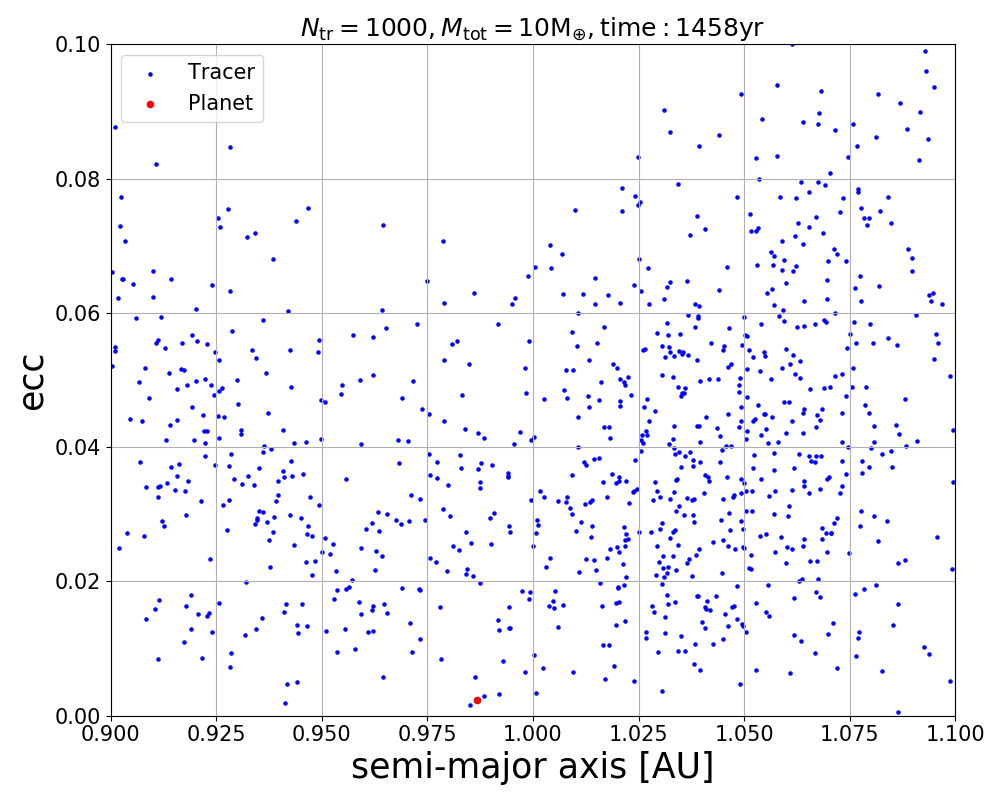 N_tr = 1000, M_tot = 10M_⊕, time : 1458yr
Tracer
Planet
0.10
0.08
0.06
0.04
0.02
0.00
ecc
0.900 0.925 0.950 0.975 1.000 1.025 1.050 1.075 1.100
semi-major axis [AU]